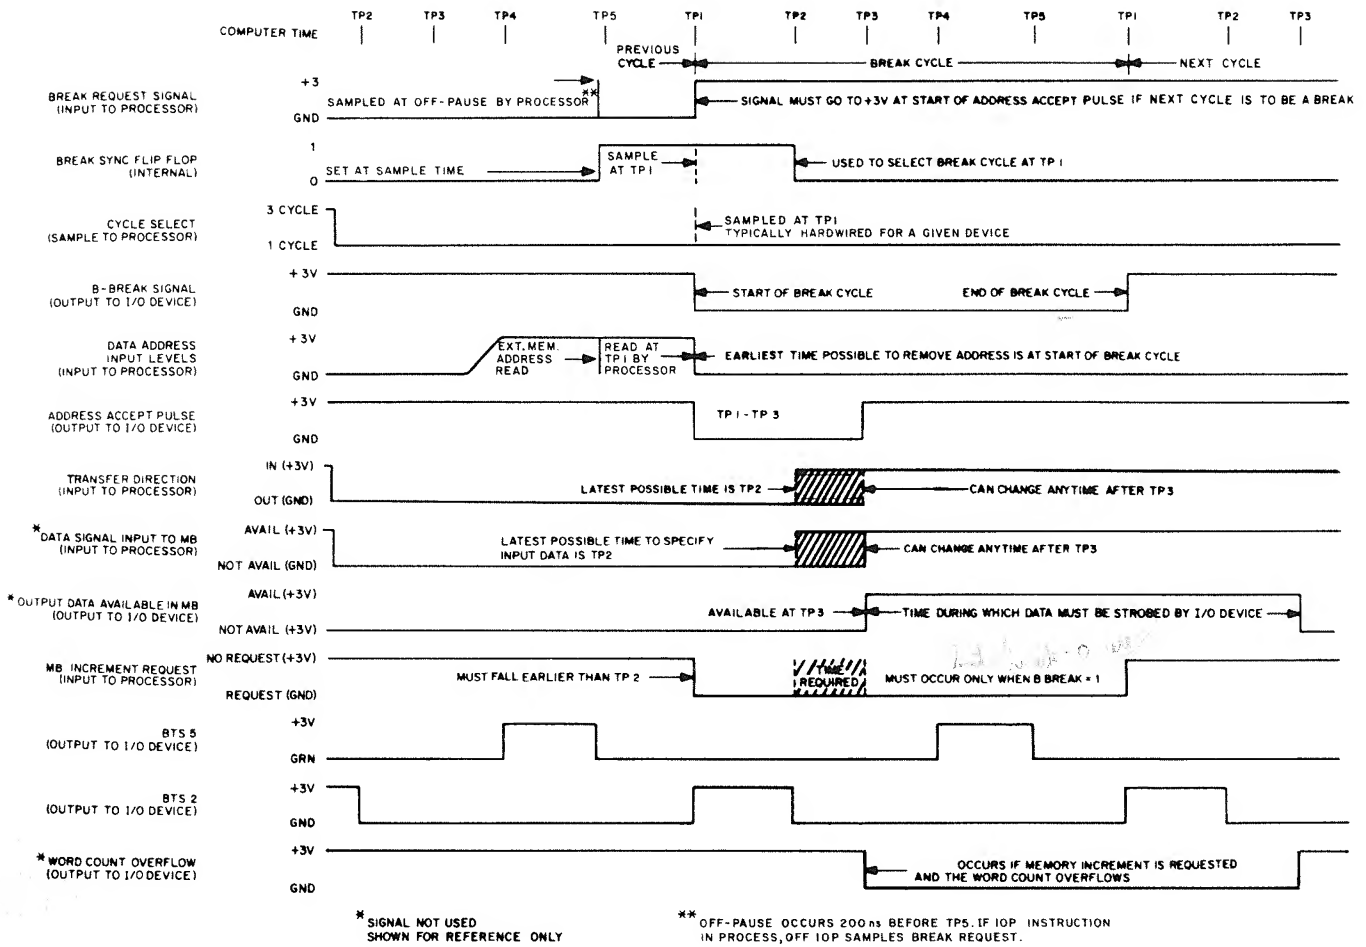 TP2 TP3 TP4 TP5 TP1 TP2 TP3 TP4 TP5 TP1 TP2 TP3
COMPUTER TIME
PREVIOUS
CYCLE BREAK CYCLE NEXT CYCLE
BREAK REQUEST SIGNAL
(INPUT TO PROCESSOR)
+3
GND
SAMPLED AT OFF-PAUSE BY PROCESSOR**
SIGNAL MUST GO TO +3V AT START OF ADDRESS ACCEPT PULSE IF NEXT CYCLE IS TO BE A BREAK
BREAK SYNC FLIP FLOP
(INTERNAL)
1
0
SET AT SAMPLE TIME
SAMPLE
AT TP1
USED TO SELECT BREAK CYCLE AT TP1
CYCLE SELECT
(SAMPLE TO PROCESSOR)
3 CYCLE
1 CYCLE
SAMPLED AT TP1
TYPICALLY HARDWIRED FOR A GIVEN DEVICE
B-BREAK SIGNAL
(OUTPUT TO I/O DEVICE)
+3V
GND
START OF BREAK CYCLE
END OF BREAK CYCLE
DATA ADDRESS
INPUT LEVELS
(INPUT TO PROCESSOR)
+3V
GND
EXT. MEM.
ADDRESS
READ
READ AT
TP1 BY
PROCESSOR
EARLIEST TIME POSSIBLE TO REMOVE ADDRESS IS AT START OF BREAK CYCLE
ADDRESS ACCEPT PULSE
(OUTPUT TO I/O DEVICE)
+3V
GND
TP1-TP3
TRANSFER DIRECTION
(INPUT TO PROCESSOR)
IN (+3V)
OUT (GND)
LATEST POSSIBLE TIME IS TP2
CAN CHANGE ANYTIME AFTER TP3
*DATA SIGNAL INPUT TO MB
(INPUT TO PROCESSOR)
AVAIL (+3V)
NOT AVAIL (GND)
LATEST POSSIBLE TIME TO SPECIFY
INPUT DATA IS TP2
CAN CHANGE ANYTIME AFTER TP3
*OUTPUT DATA AVAILABLE IN MB
(OUTPUT TO I/O DEVICE)
AVAIL(+3V)
NOT AVAIL (+3V)
AVAILABLE AT TP3
TIME DURING WHICH DATA MUST BE STROBED BY I/O DEVICE
MB INCREMENT REQUEST
(INPUT TO PROCESSOR)
NO REQUEST(+3V)
REQUEST (GND)
MUST FALL EARLIER THAN TP2
TIME
REQUIRED
MUST OCCUR ONLY WHEN B BREAK = 1
BTS 5
(OUTPUT TO I/O DEVICE)
+3V
GRN
BTS 2
(OUTPUT TO I/O DEVICE)
+3V
GND
*WORD COUNT OVERFLOW
(OUTPUT TO I/O DEVICE)
+3V
GND
OCCURS IF MEMORY INCREMENT IS REQUESTED
AND THE WORD COUNT OVERFLOWS
*SIGNAL NOT USED
SHOWN FOR REFERENCE ONLY
**OFF-PAUSE OCCURS 200ns BEFORE TP5. IF IOP INSTRUCTION
IN PROCESS, OFF IOP SAMPLES BREAK REQUEST.